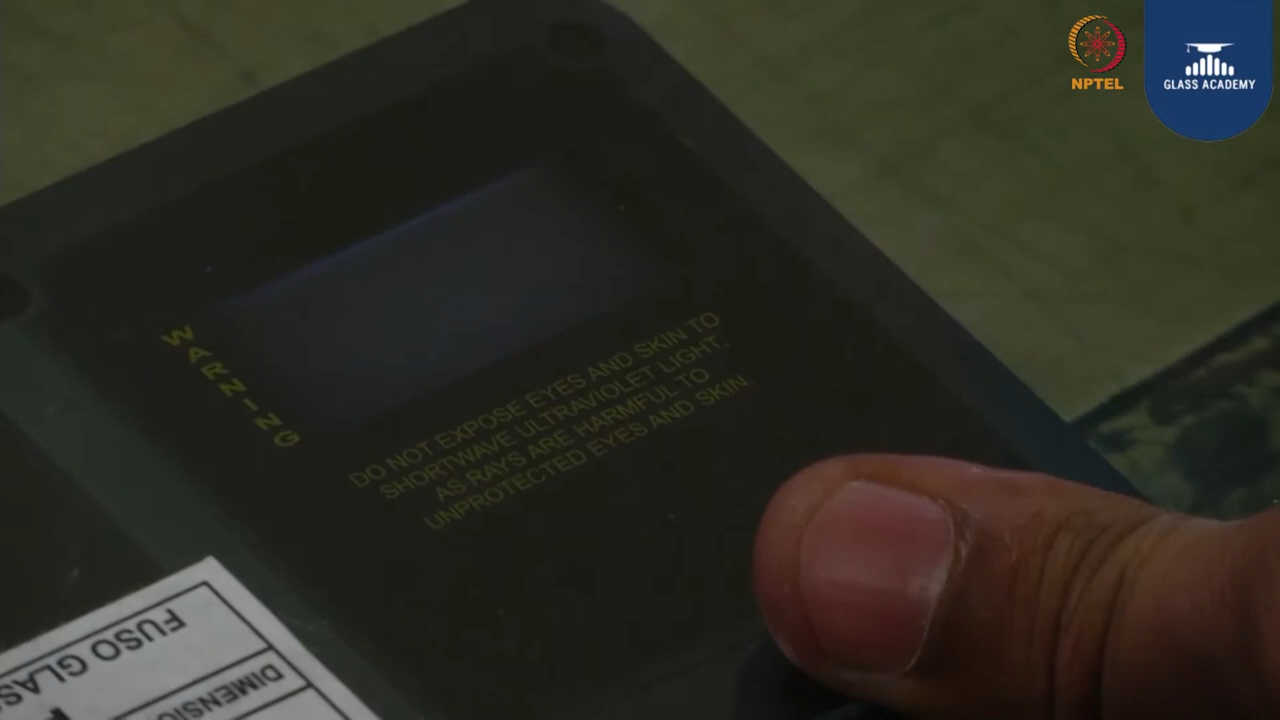 NPTEL
GLASS ACADEMY
WARNING
DO NOT EXPOSE EYES AND SKIN TO
SHORTWAVE ULTRAVIOLET LIGHT,
AS RAYS ARE HARMFUL TO
UNPROTECTED EYES AND SKIN.
FUSO GLAS
DIMENSIO